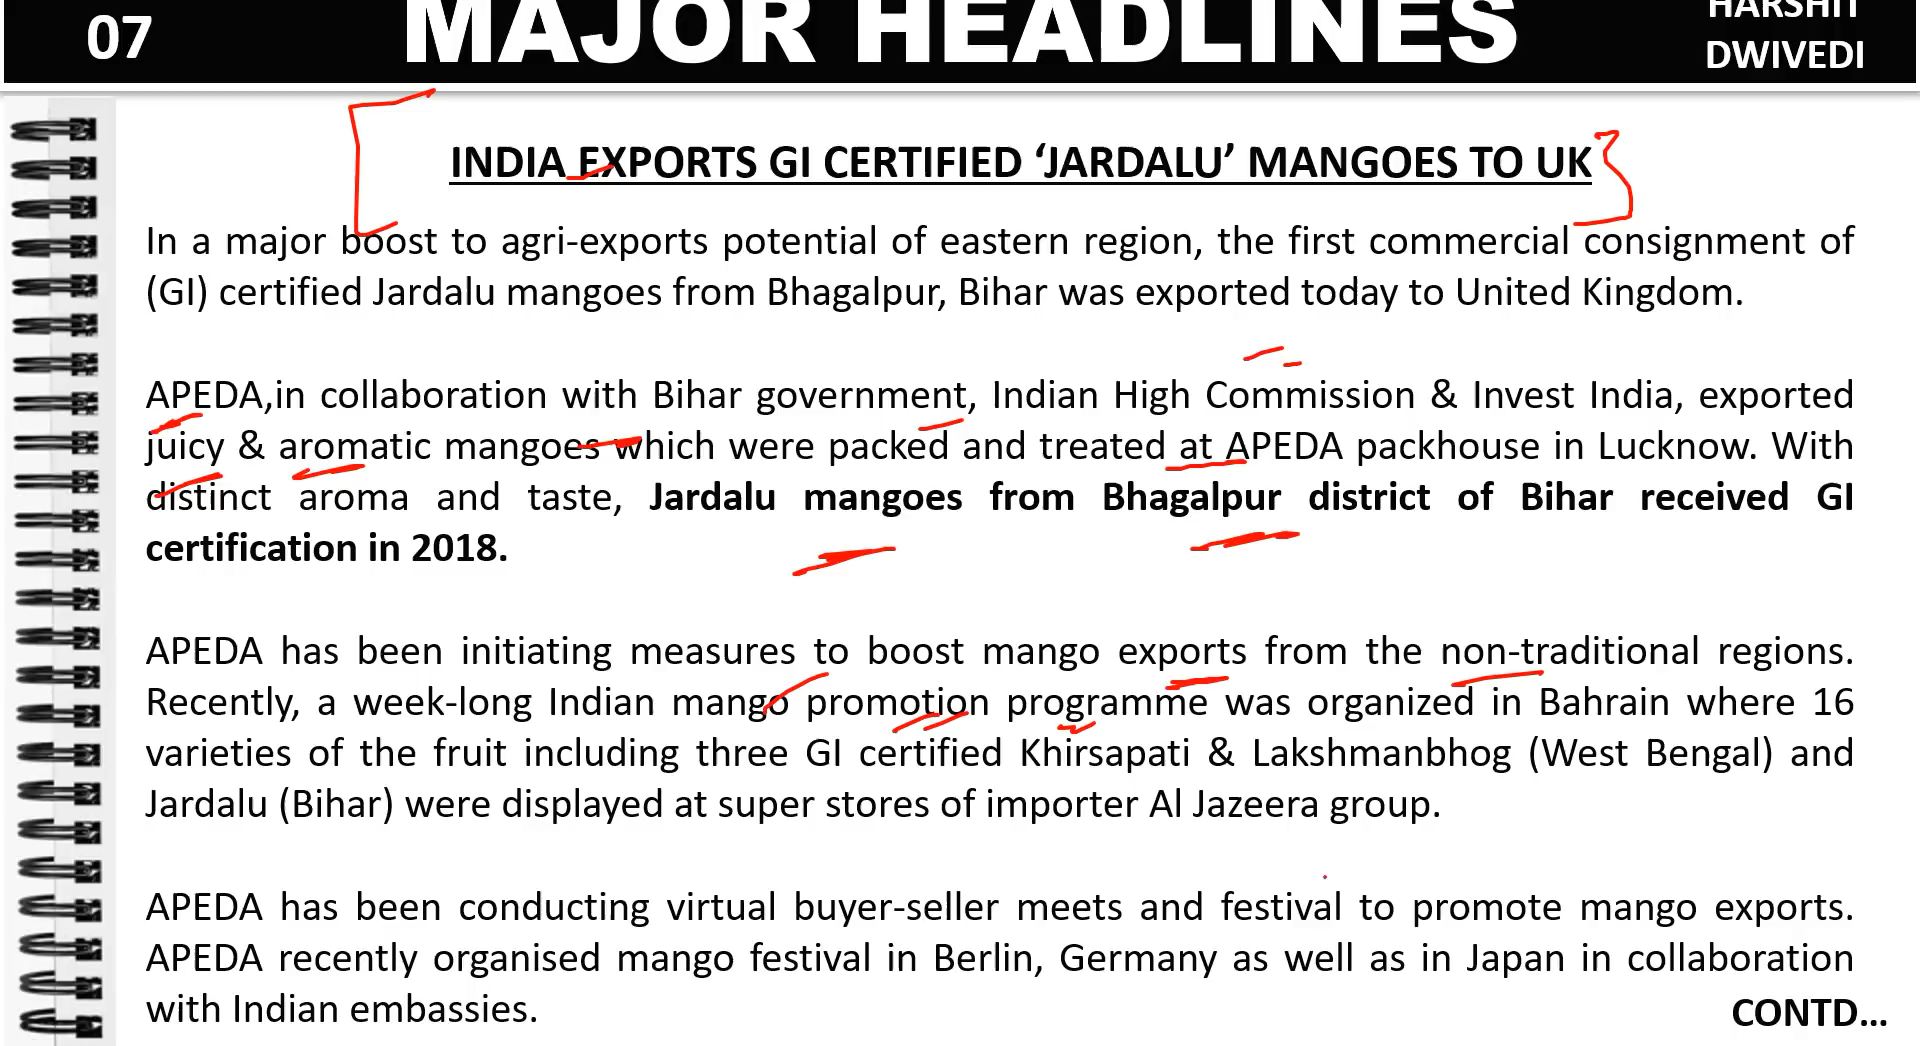 07
MAJOR HEADLINES
HARSHIT
DWIVEDI
INDIA EXPORTS GI CERTIFIED ‘JARDALU’ MANGOES TO UK
In a major boost to agri-exports potential of eastern region, the first commercial consignment of
(GI) certified Jardalu mangoes from Bhagalpur, Bihar was exported today to United Kingdom.
APEDA,in collaboration with Bihar government, Indian High Commission & Invest India, exported
juicy & aromatic mangoes which were packed and treated at APEDA packhouse in Lucknow. With
distinct aroma and taste, Jardalu mangoes from Bhagalpur district of Bihar received GI
certification in 2018.
APEDA has been initiating measures to boost mango exports from the non-traditional regions.
Recently, a week-long Indian mango promotion programme was organized in Bahrain where 16
varieties of the fruit including three GI certified Khirsapati & Lakshmanbhog (West Bengal) and
Jardalu (Bihar) were displayed at super stores of importer Al Jazeera group.
APEDA has been conducting virtual buyer-seller meets and festival to promote mango exports.
APEDA recently organised mango festival in Berlin, Germany as well as in Japan in collaboration
with Indian embassies.
CONTD...